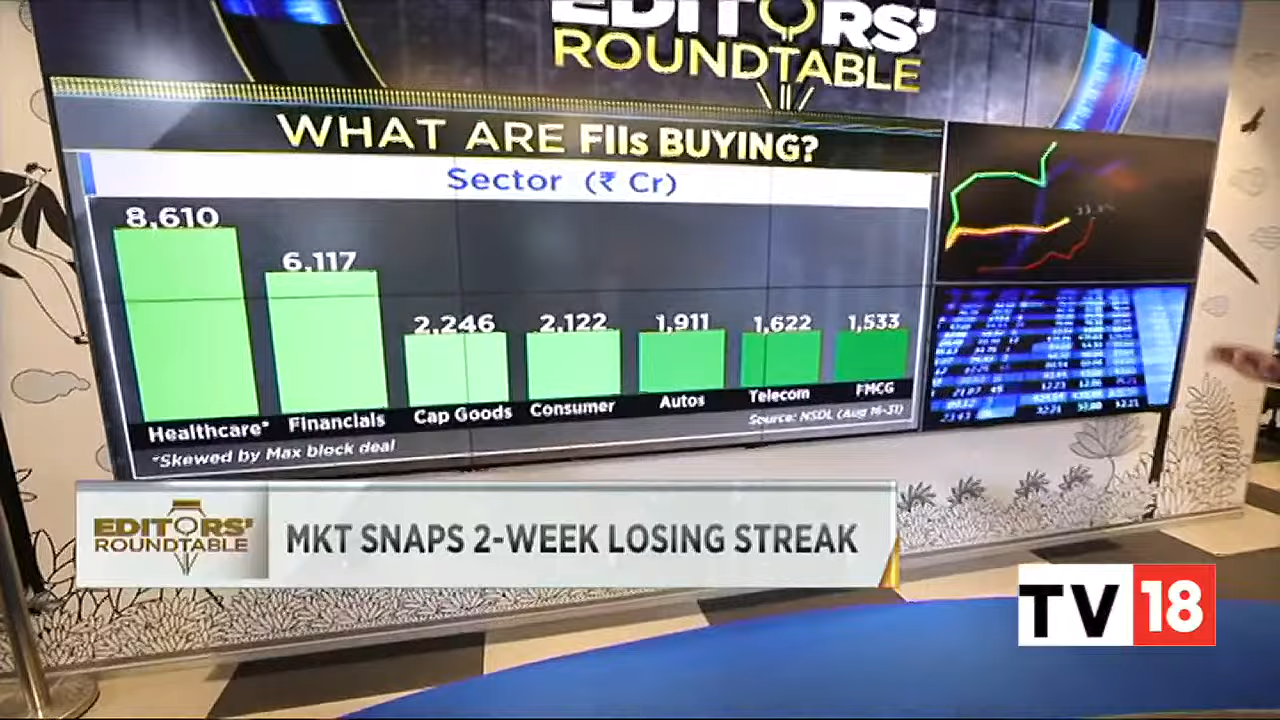 EDITORS'
ROUNDTABLE
WHAT ARE FIIs BUYING?
Sector (₹ Cr)
8,610
6,117
2,246
2,122
1,911
1,622
1,533
Healthcare*
Financials
Cap Goods
Consumer
Autos
Telecom
FMCG
*Skewed by Max block deal
Source: NSDL (Aug 16-31)
EDITORS'
ROUNDTABLE
MKT SNAPS 2-WEEK LOSING STREAK
TV18